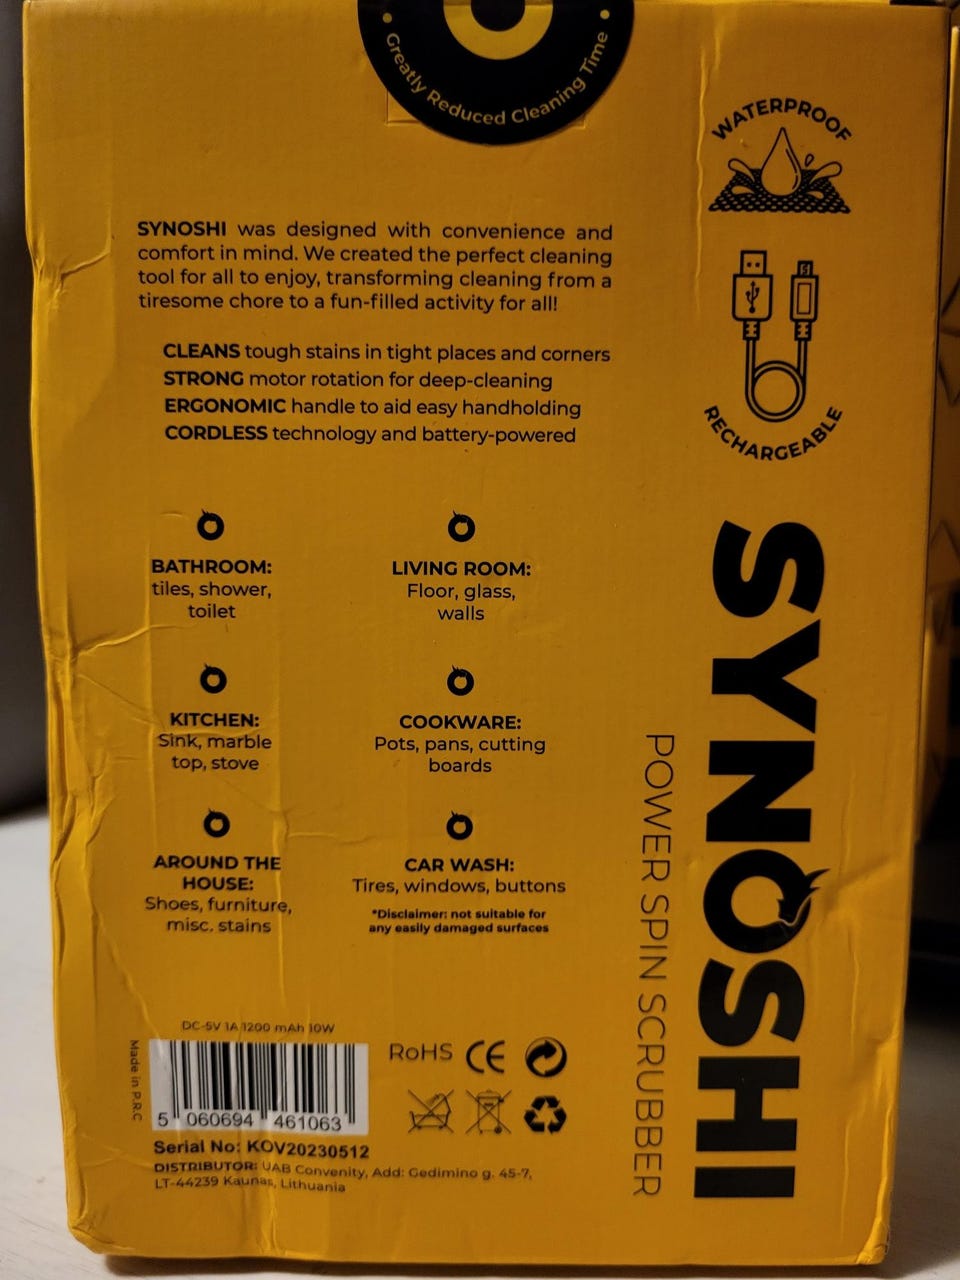 Greatly Reduced Cleaning Time
WATERPROOF
SYNOSHI was designed with convenience and
comfort in mind. We created the perfect cleaning
tool for all to enjoy, transforming cleaning from a
tiresome chore to a fun-filled activity for all!
CLEANS tough stains in tight places and corners
STRONG motor rotation for deep-cleaning
ERGONOMIC handle to aid easy handholding
CORDLESS technology and battery-powered
RECHARGEABLE
BATHROOM:
tiles, shower,
toilet
LIVING ROOM:
Floor, glass,
walls
KITCHEN:
Sink, marble
top, stove
COOKWARE:
Pots, pans, cutting
boards
AROUND THE
HOUSE:
Shoes, furniture,
misc. stains
CAR WASH:
Tires, windows, buttons
*Disclaimer: not suitable for
any easily damaged surfaces
SYNOSHI
POWER SPIN SCRUBBER
DC-5V 1A 1200 mAh 10W
Made in P.R.C
RoHS CE
5 060694 461063
Serial No: KOV20230512
DISTRIBUTOR: UAB Convenity, Add: Gedimino g. 45-7,
LT-44239 Kaunas, Lithuania